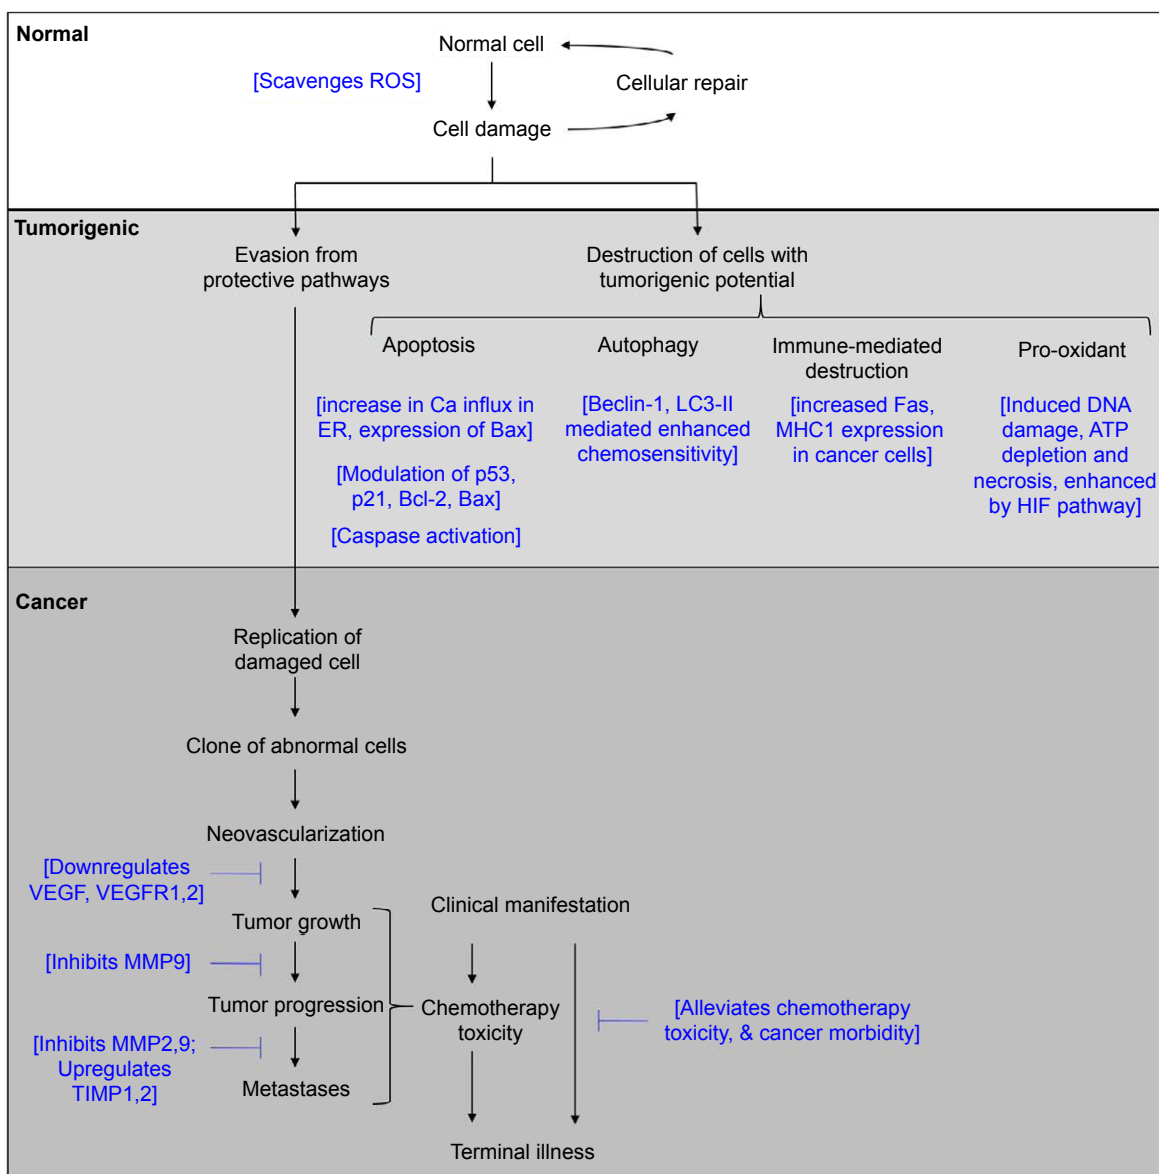 Normal
Normal cell
[Scavenges ROS]
Cellular repair
Cell damage
Tumorigenic
Evasion from
protective pathways
Destruction of cells with
tumorigenic potential
Apoptosis
[increase in Ca influx in
ER, expression of Bax]
[Modulation of p53,
p21, Bcl-2, Bax]
[Caspase activation]
Autophagy
[Beclin-1, LC3-II
mediated enhanced
chemosensitivity]
Immune-mediated
destruction
[increased Fas,
MHC1 expression
in cancer cells]
Pro-oxidant
[Induced DNA
damage, ATP
depletion and
necrosis, enhanced
by HIF pathway]
Cancer
Replication of
damaged cell
Clone of abnormal cells
Neovascularization
[Downregulates
VEGF, VEGFR1,2]
Tumor growth
[Inhibits MMP9]
Tumor progression
[Inhibits MMP2,9;
Upregulates
TIMP1,2]
Metastases
Clinical manifestation
Chemotherapy
toxicity
[Alleviates chemotherapy
toxicity, & cancer morbidity]
Terminal illness